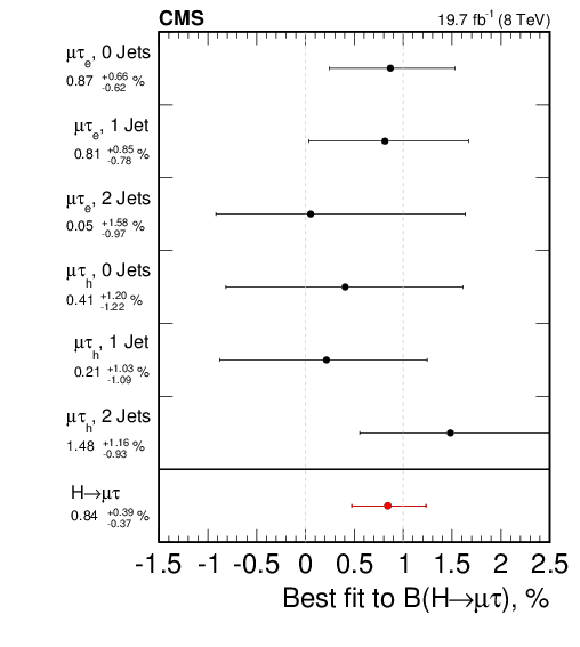 CMS 19.7 fb⁻¹ (8 TeV)
μτₑ, 0 Jets
0.87 +0.66 -0.62 %
μτₑ, 1 Jet
0.81 +0.85 -0.78 %
μτₑ, 2 Jets
0.05 +1.58 -0.97 %
μτₕ, 0 Jets
0.41 +1.20 -1.22 %
μτₕ, 1 Jet
0.21 +1.03 -1.09 %
μτₕ, 2 Jets
1.48 +1.16 -0.93 %
H→μτ
0.84 +0.39 -0.37 %
-1.5 -1 -0.5 0 0.5 1 1.5 2 2.5
Best fit to B(H→μτ), %